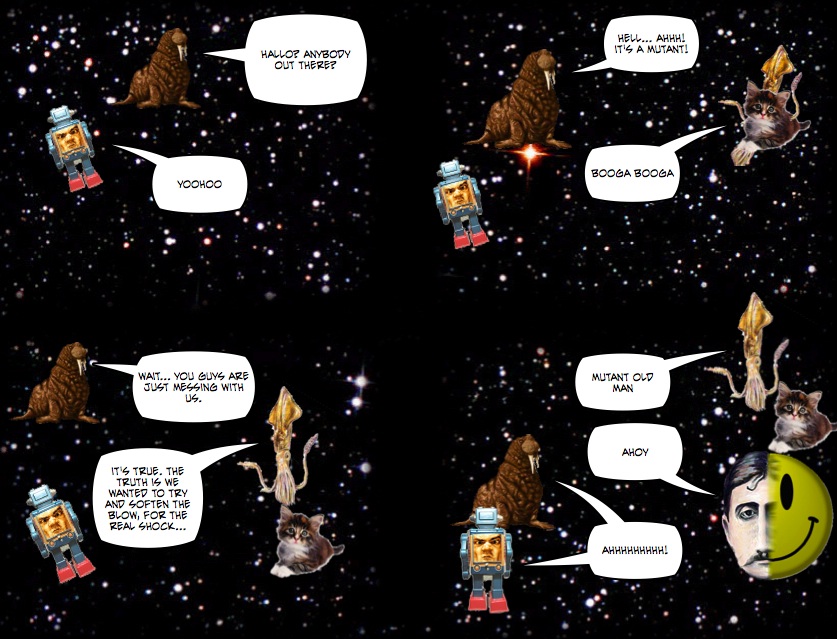 HALLO? ANYBODY
OUT THERE?
YOOHOO
HELL... AHHH!
IT'S A MUTANT!
BOOGA BOOGA
WAIT... YOU GUYS ARE
JUST MESSING WITH
US.
IT'S TRUE. THE
TRUTH IS WE
WANTED TO TRY
AND SOFTEN THE
BLOW, FOR THE
REAL SHOCK...
MUTANT OLD
MAN
AHOY
AHHHHHHHHH!